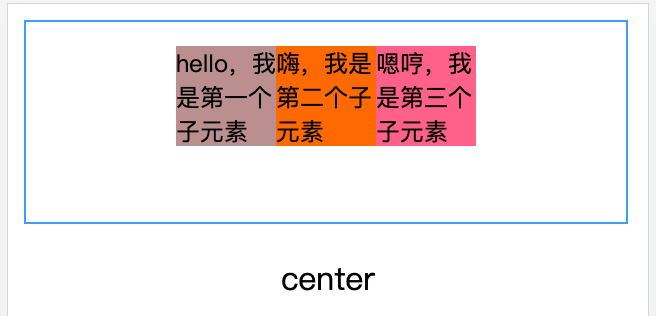 hello，我
是第一个
子元素
嗨，我是
第二个子
元素
嗯哼，我
是第三个
子元素
center